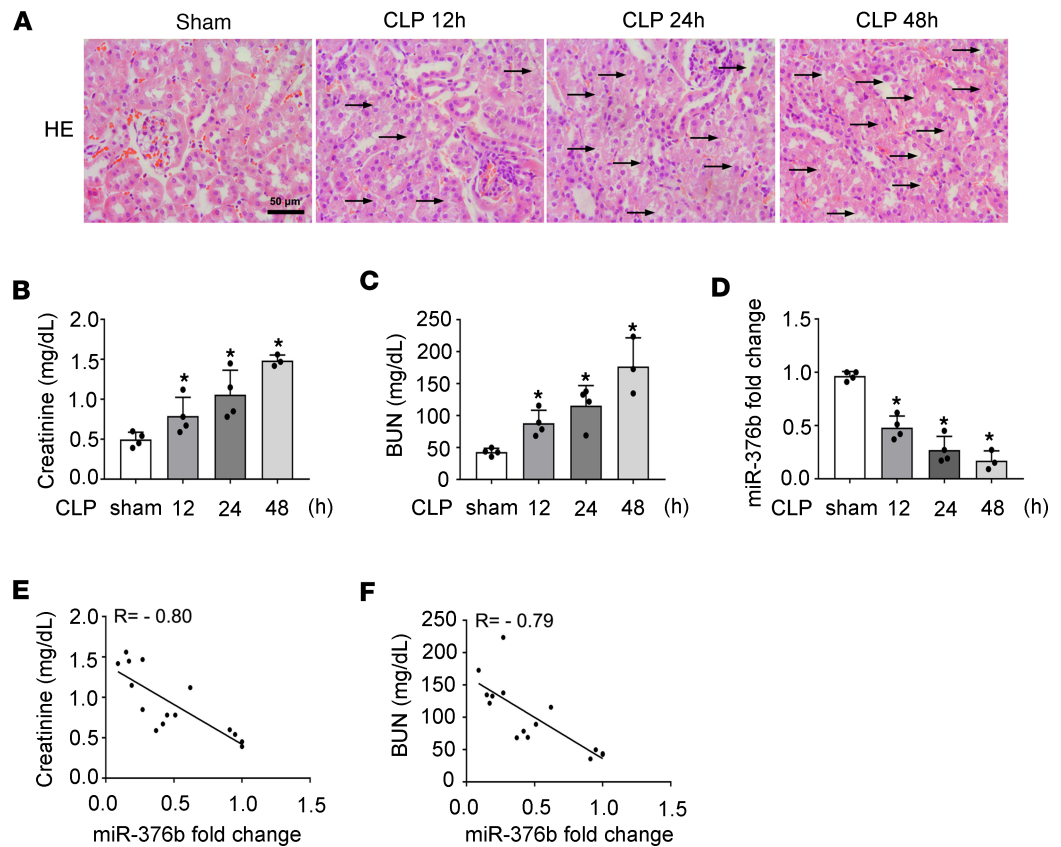 A
Sham
CLP 12h
CLP 24h
CLP 48h
HE
50 μm
B
Creatinine (mg/dL)
2.0
1.5
1.0
0.5
0.0
*
*
*
CLP sham 12 24 48 (h)
C
BUN (mg/dL)
250
200
150
100
50
0
*
*
*
CLP sham 12 24 48 (h)
D
miR-376b fold change
1.5
1.0
0.5
0.0
*
*
*
CLP sham 12 24 48 (h)
E
Creatinine (mg/dL)
2.0
1.5
1.0
0.5
0.0
R= - 0.80
0.0 0.5 1.0 1.5
miR-376b fold change
F
BUN (mg/dL)
250
200
150
100
50
0
R= - 0.79
0.0 0.5 1.0 1.5
miR-376b fold change